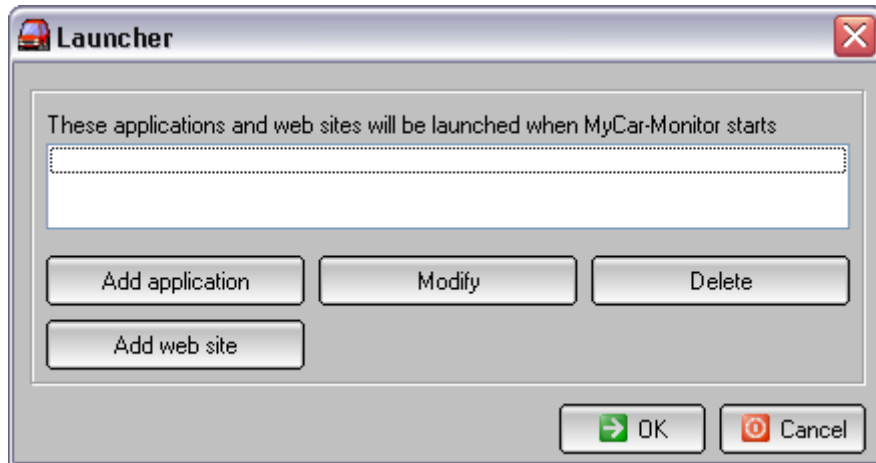 Launcher
These applications and web sites will be launched when MyCar-Monitor starts
Add application
Modify
Delete
Add web site
OK
Cancel